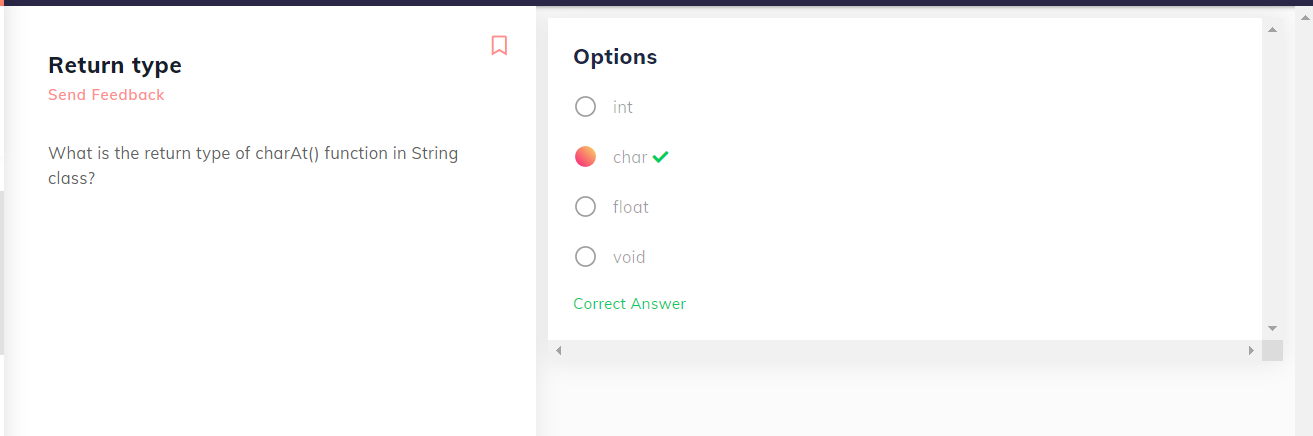 Return type
Send Feedback
What is the return type of charAt() function in String
class?
Options
int
char
float
void
Correct Answer